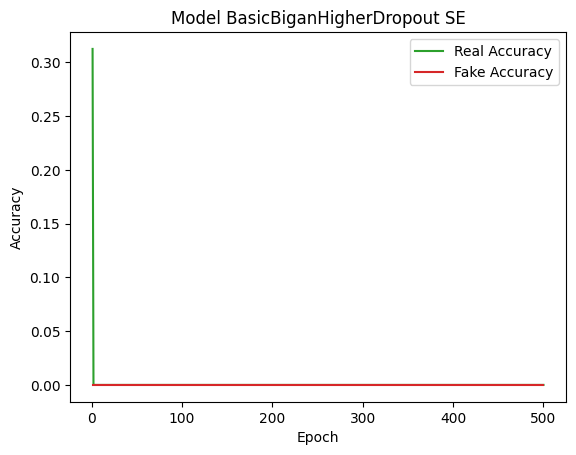 Model BasicBiganHigherDropout SE
Real Accuracy
Fake Accuracy
Accuracy
0.30
0.25
0.20
0.15
0.10
0.05
0.00
0
100
200
300
400
500
Epoch